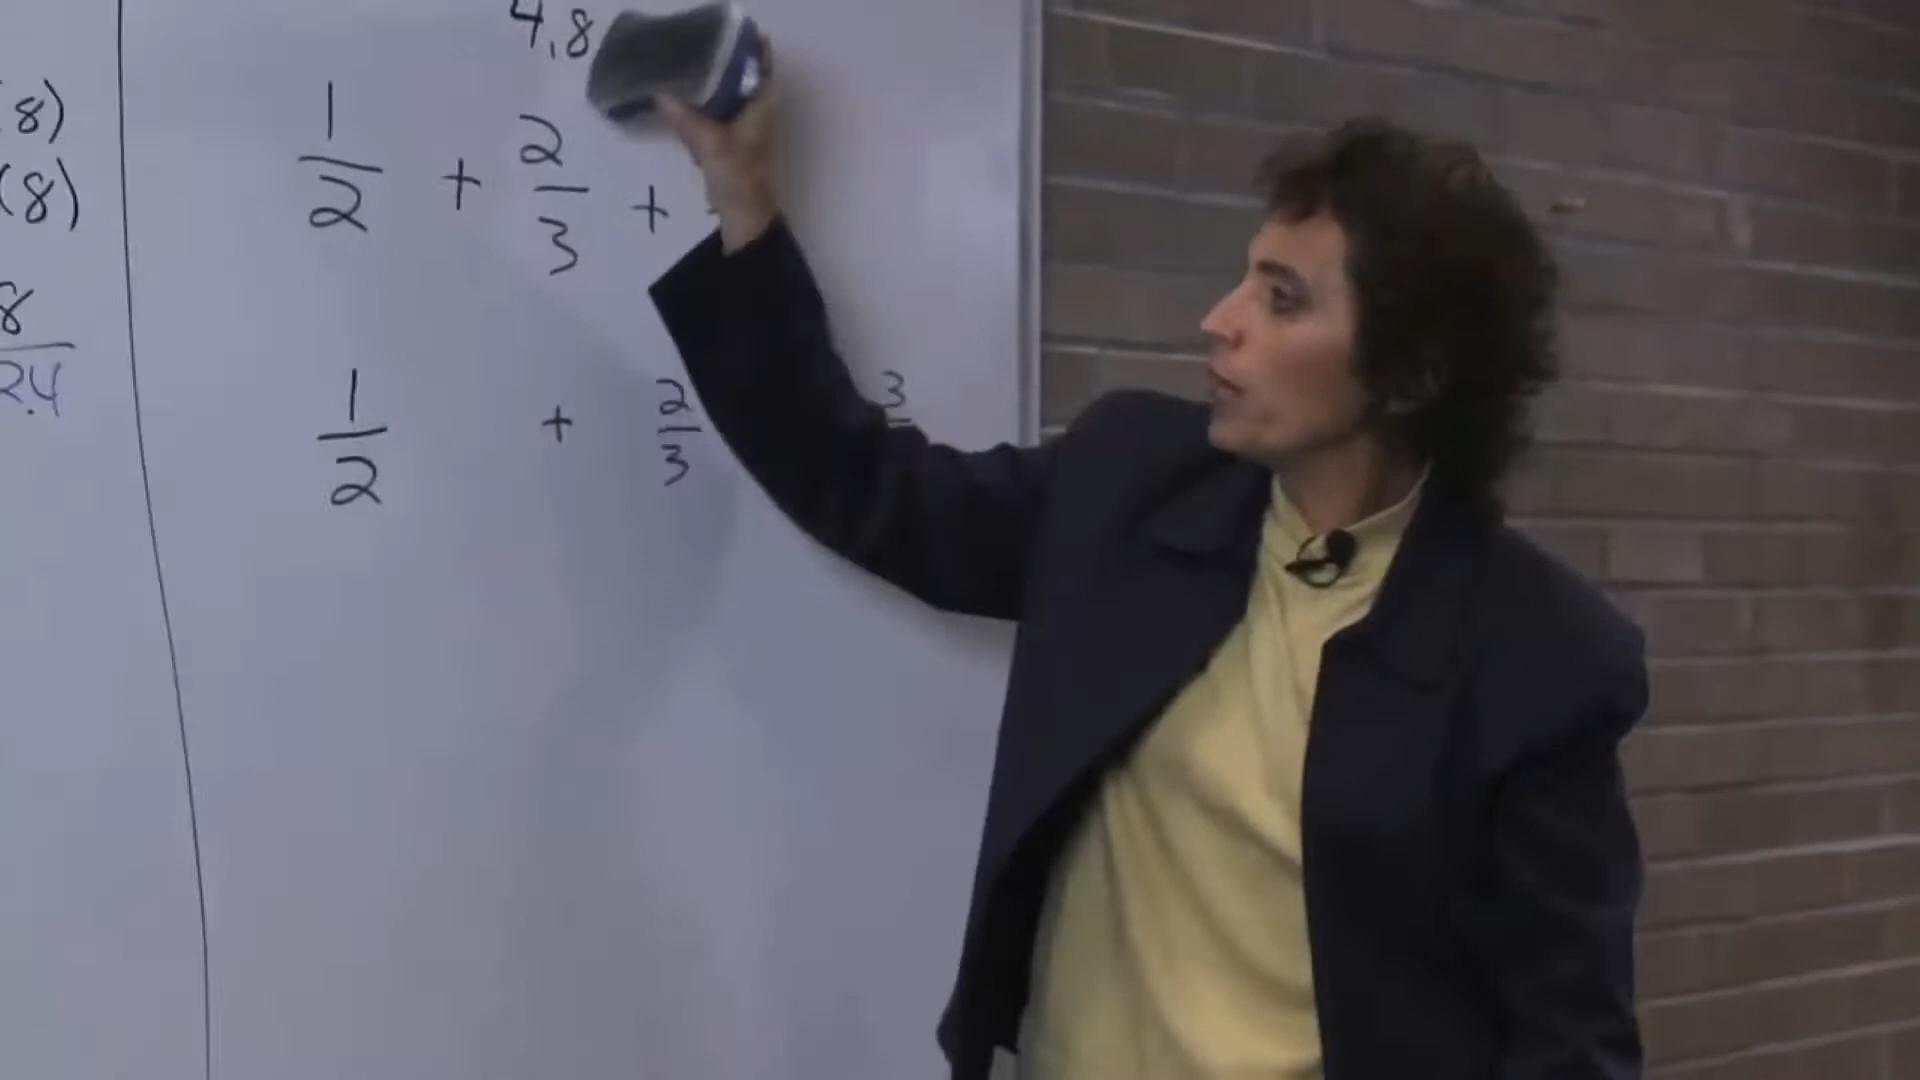 4,8
8)
(8)
8
24
1/2 + 2/3 +
1/2 + 2/3 3